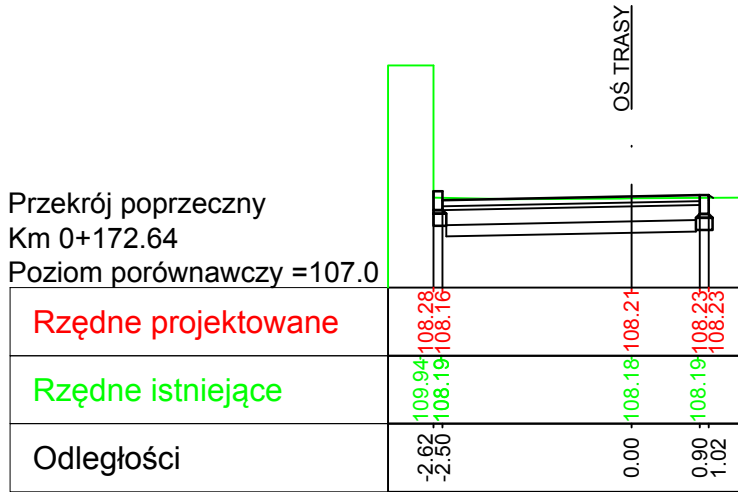 OŚ TRASY
Przekrój poprzeczny
Km 0+172.64
Poziom porównawczy =107.0
Rzędne projektowane 108.28 108.16 108.21 108.23 108.23
Rzędne istniejące 109.94 108.19 108.18 108.19
Odległości -2.62 -2.50 0.00 0.90 1.02